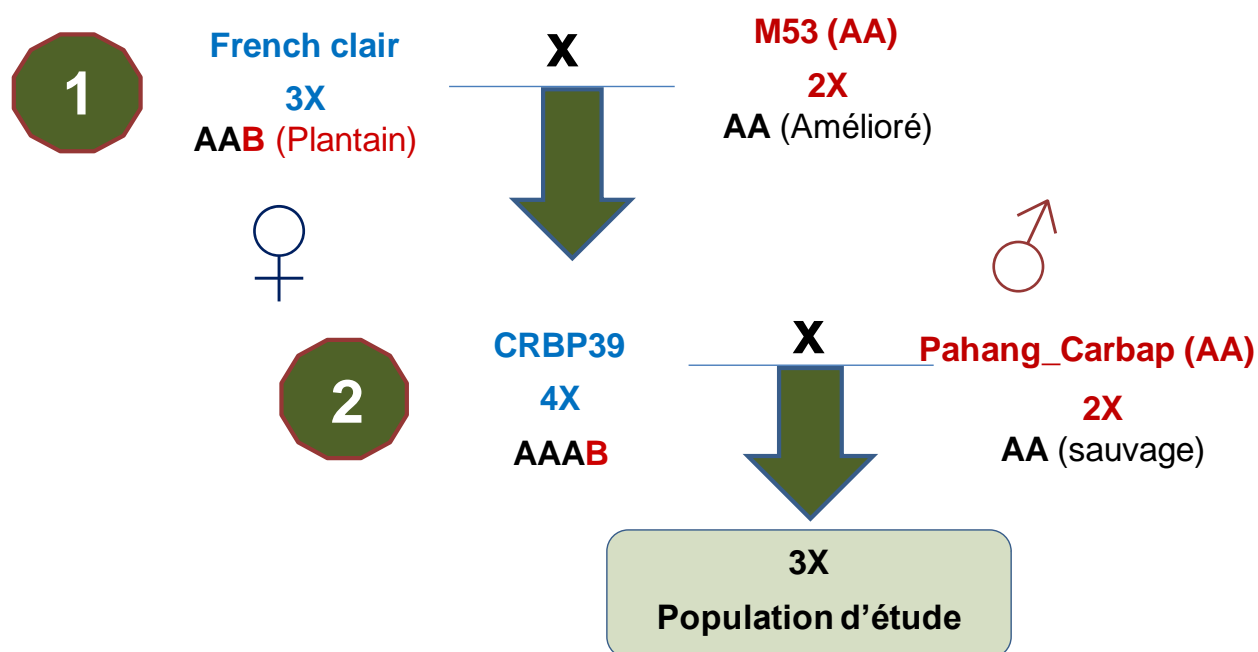 1
French clair
3X
AAB (Plantain)
X
M53 (AA)
2X
AA (Amélioré)
2
CRBP39
4X
AAAB
X
Pahang_Carbap (AA)
2X
AA (sauvage)
3X
Population d’étude